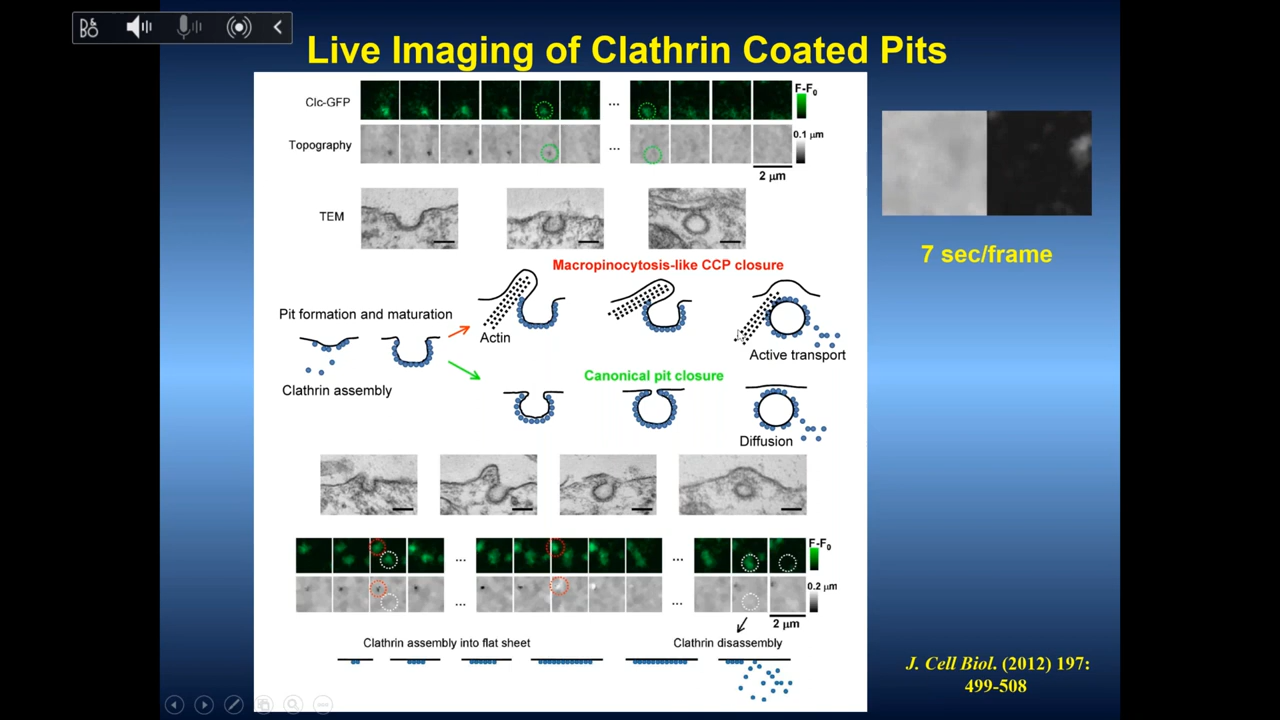 Live Imaging of Clathrin Coated Pits
Clc-GFP
...
F-F₀
Topography
...
0.1 μm
2 μm
TEM
7 sec/frame
Macropinocytosis-like CCP closure
Pit formation and maturation
Actin
Active transport
Clathrin assembly
Canonical pit closure
Diffusion
... ...
F-F₀
... ...
0.2 μm
2 μm
Clathrin assembly into flat sheet
Clathrin disassembly
J. Cell Biol. (2012) 197:
499-508